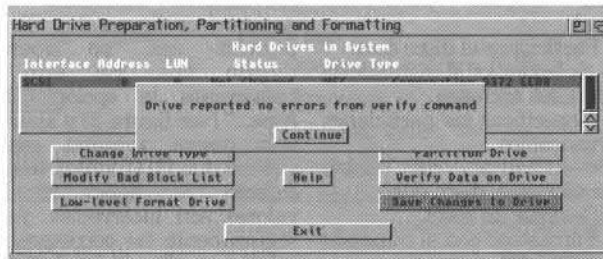 Hard Drive Preparation, Partitioning and Formatting
Hard Drives in System
Interface Address LUN Status Drive Type
SCSI
Drive reported no errors from verify command
Continue
Change Drive Type Partition Drive
Modify Bad Block List Help Verify Data on Drive
Low-level Format Drive Save Changes to Drive
Exit